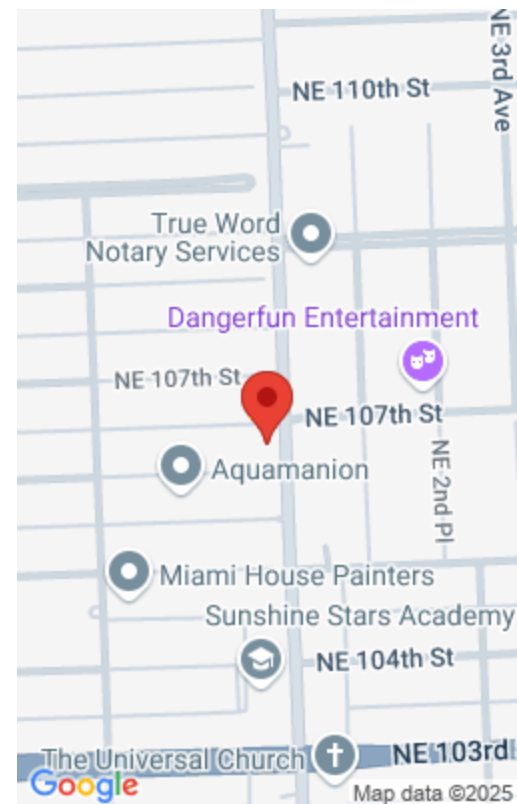 NE 3rd Ave
NE 110th St
True Word
Notary Services
Dangerfun Entertainment
NE 107th St
NE 107th St
Aquamanion
NE 2nd Pl
Miami House Painters
Sunshine Stars Academy
NE 104th St
The Universal Church
NE 103rd
Google
Map data ©2025